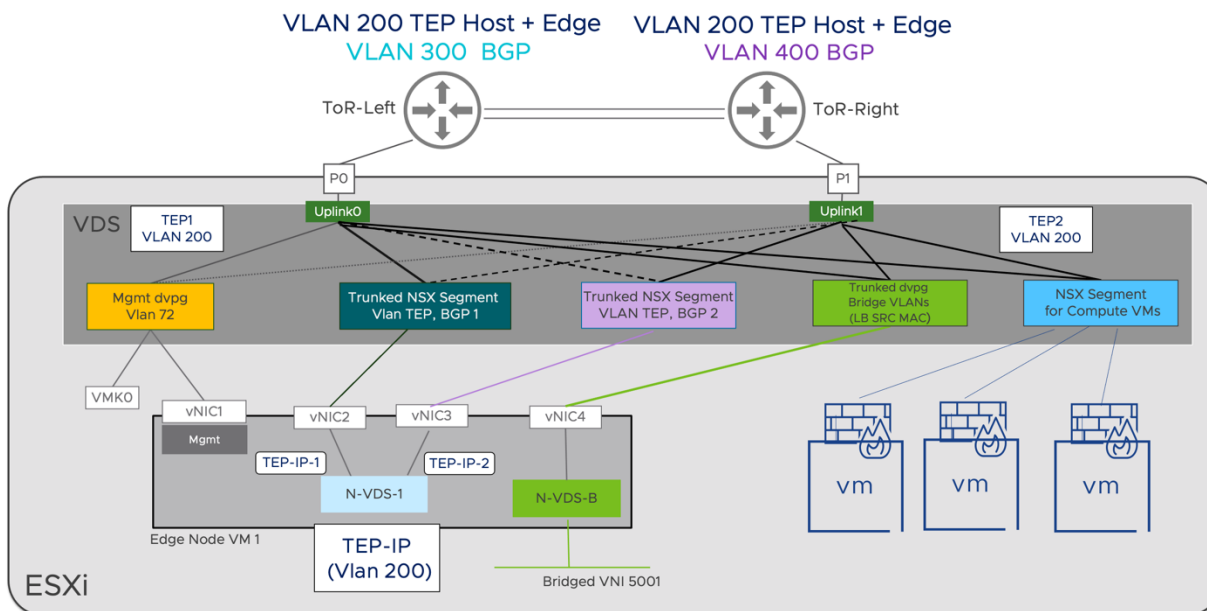 VLAN 200 TEP Host + Edge
VLAN 300 BGP
VLAN 200 TEP Host + Edge
VLAN 400 BGP
ToR-Left
ToR-Right
P0
P1
VDS
TEP1
VLAN 200
Uplink0
Uplink1
TEP2
VLAN 200
Mgmt dvpg
Vlan 72
Trunked NSX Segment
Vlan TEP, BGP 1
Trunked NSX Segment
VLAN TEP, BGP 2
Trunked dvpg
Bridge VLANs
(LB SRC MAC)
NSX Segment
for Compute VMs
VMK0
vNIC1
Mgmt
vNIC2
vNIC3
vNIC4
TEP-IP-1
TEP-IP-2
N-VDS-1
N-VDS-B
Edge Node VM 1
TEP-IP
(Vlan 200)
Bridged VNI 5001
vm
vm
vm
ESXi